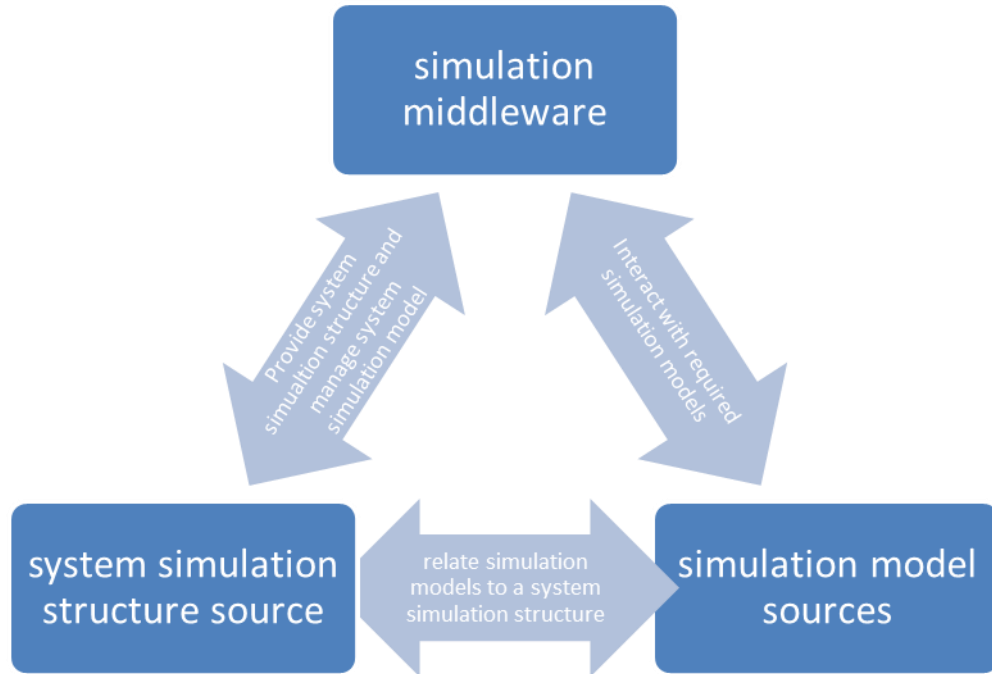 simulation
middleware
Provide system
simualtion structure and
manage system
simulation model
Interact with required
simulation models
system simulation
structure source
relate simulation
models to a system
simulation structure
simulation model
sources